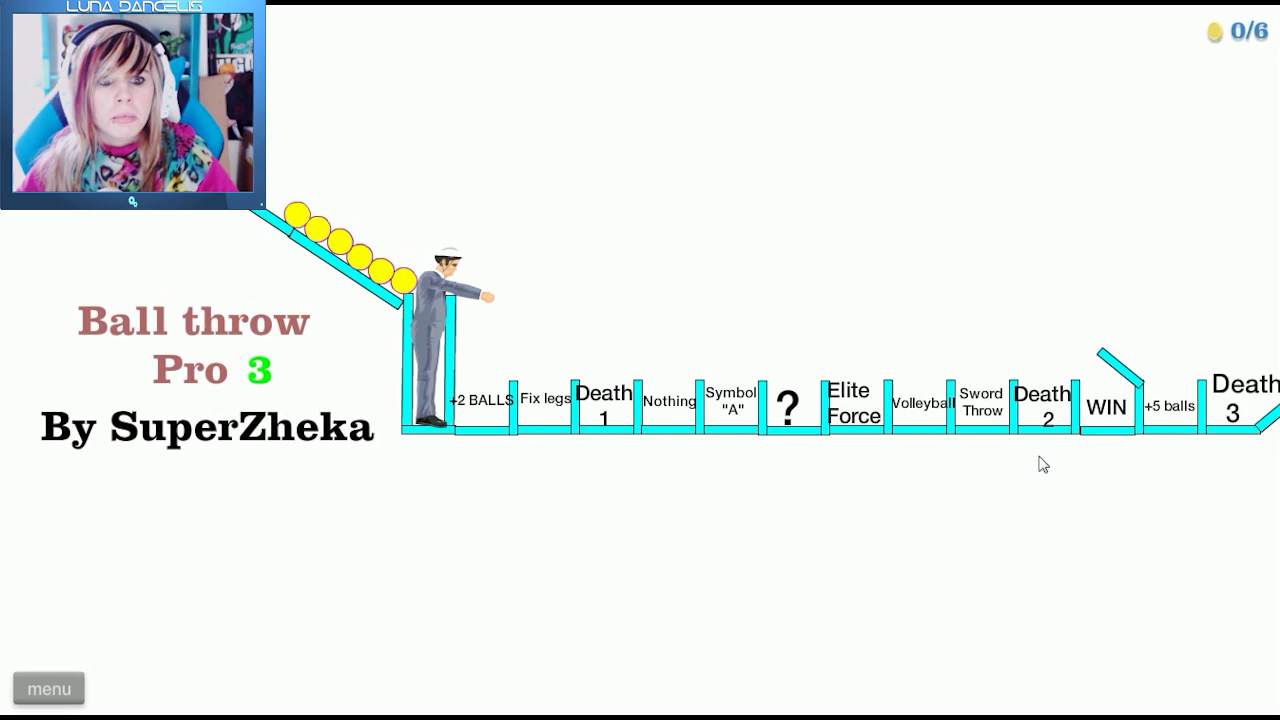 LUNA DANGELIS
0/6
Ball throw
Pro 3
By SuperZheka
+2 BALLS
Fix legs
Death
1
Nothing
Symbol
"A"
?
Elite
Force
Volleyball
Sword
Throw
Death
2
WIN
+5 balls
Death
3
menu